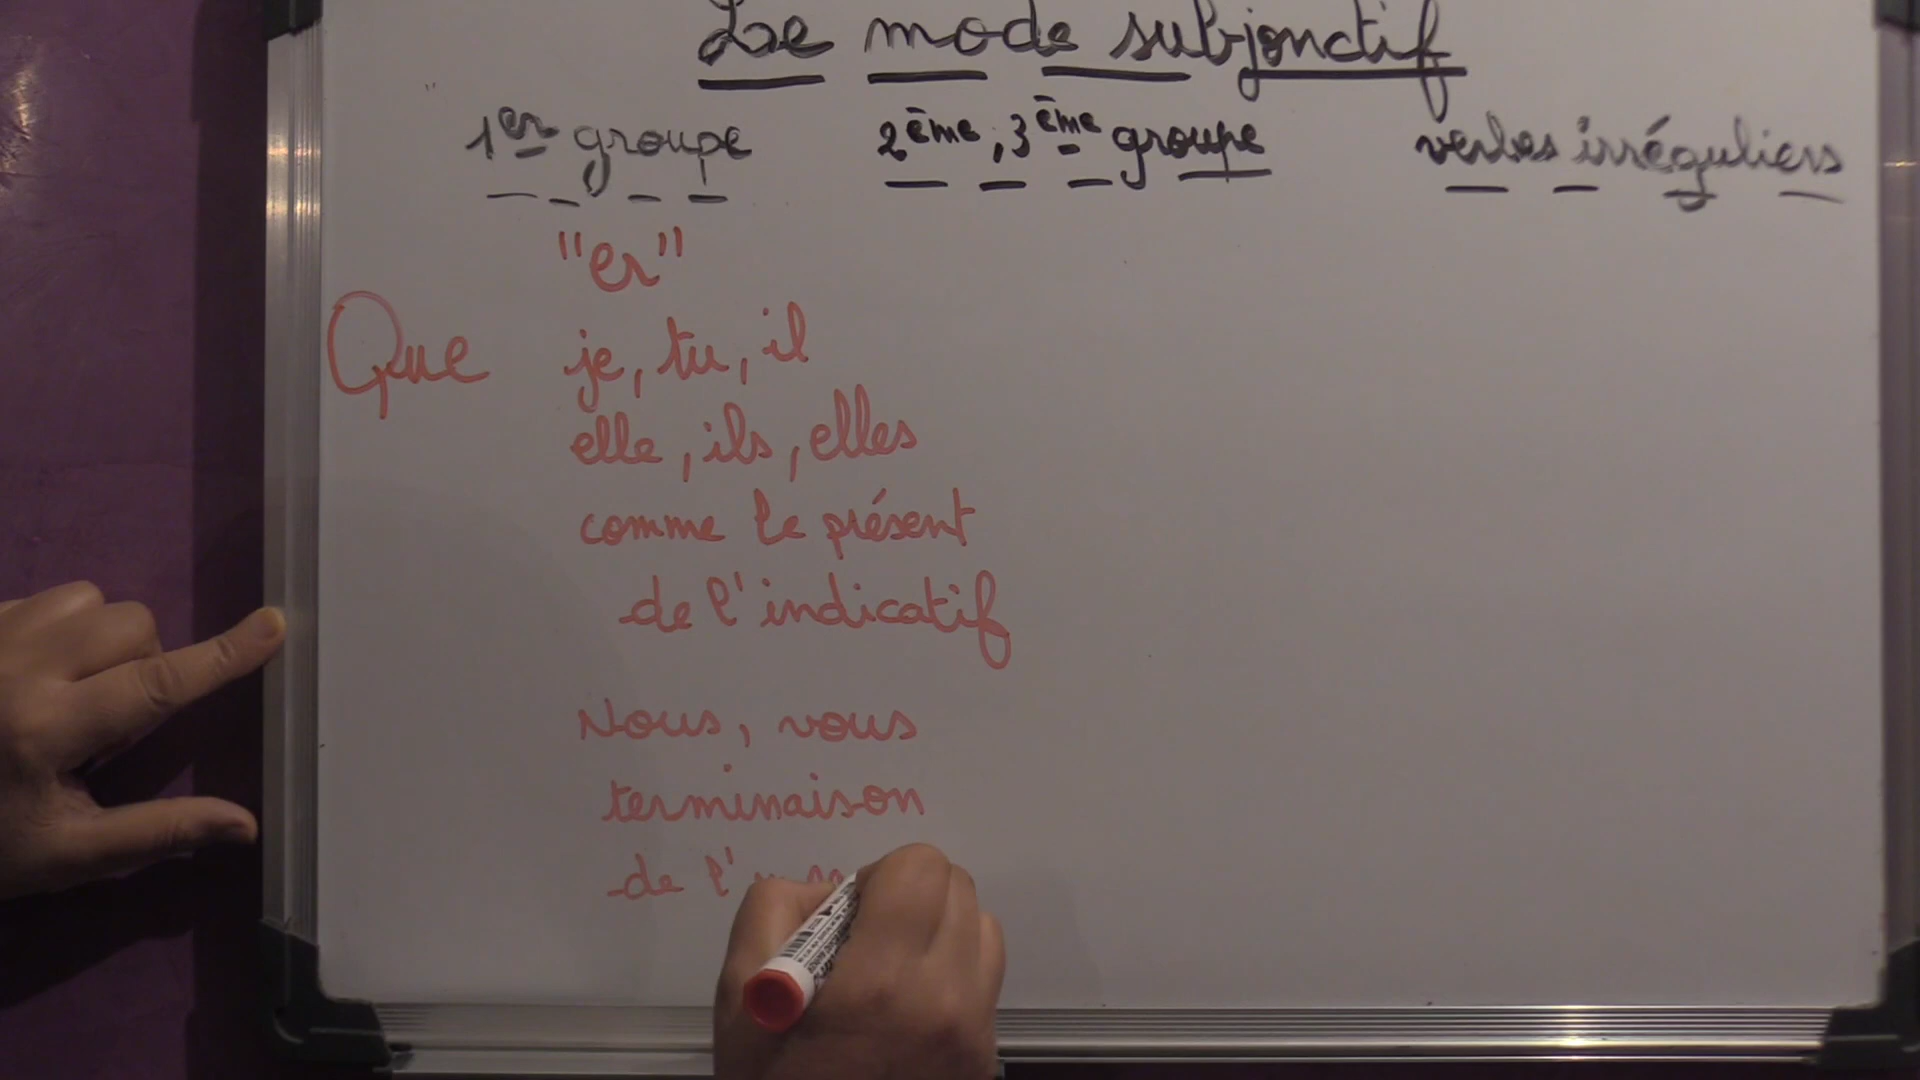 Le mode subjonctif
1er groupe
2ème, 3ème groupe
verbes irréguliers
"er"
Que je, tu, il
elle, ils, elles
comme le présent
de l'indicatif
Nous, vous
terminaison
de